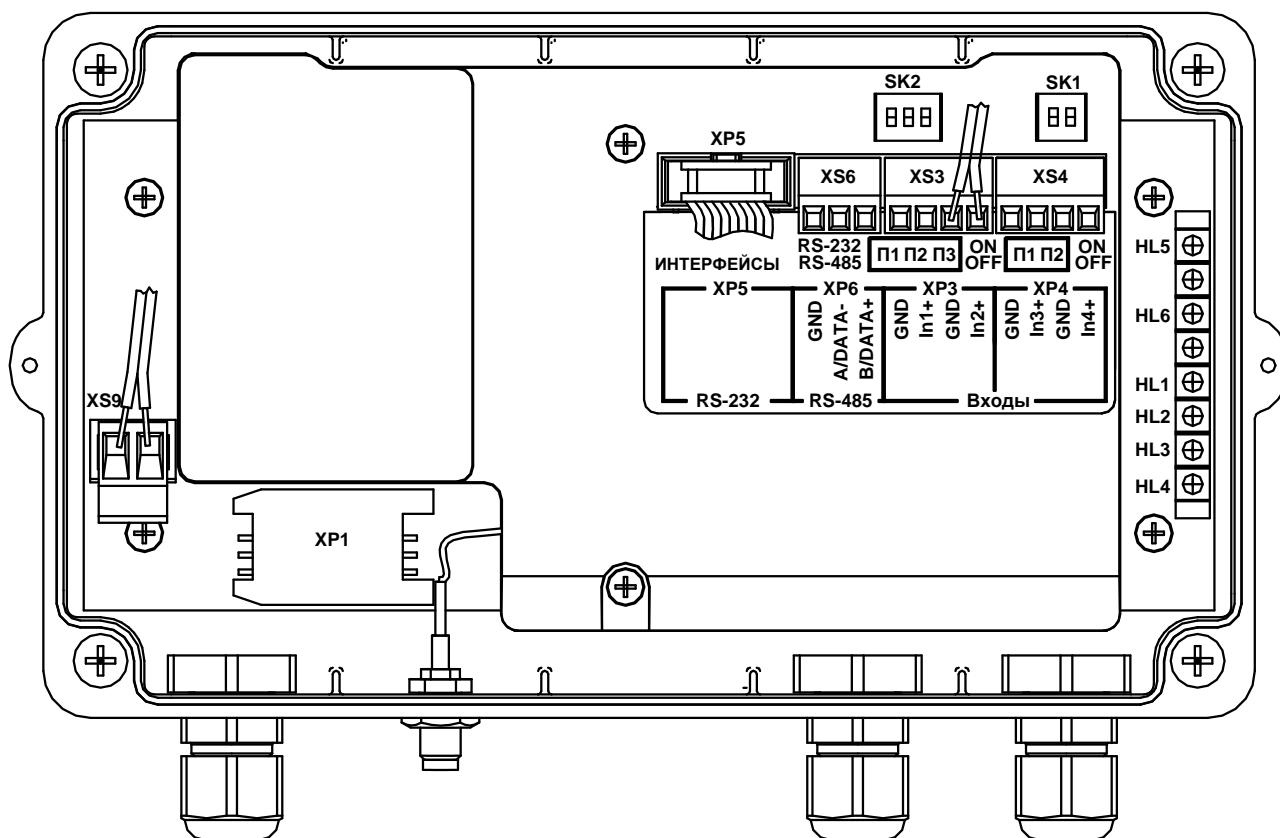 SK2 SK1
XP5
XS6 XS3 XS4
RS-232 П1 П2 П3 ON П1 П2 ON
RS-485 OFF OFF
ИНТЕРФЕЙСЫ
XP5 XP6 XP3 XP4
GND
A/DATA-
B/DATA+
GND
In1+
GND
In2+
GND
In3+
GND
In4+
RS-232 RS-485 Входы
HL5
HL6
HL1
HL2
HL3
HL4
XS9
XP1